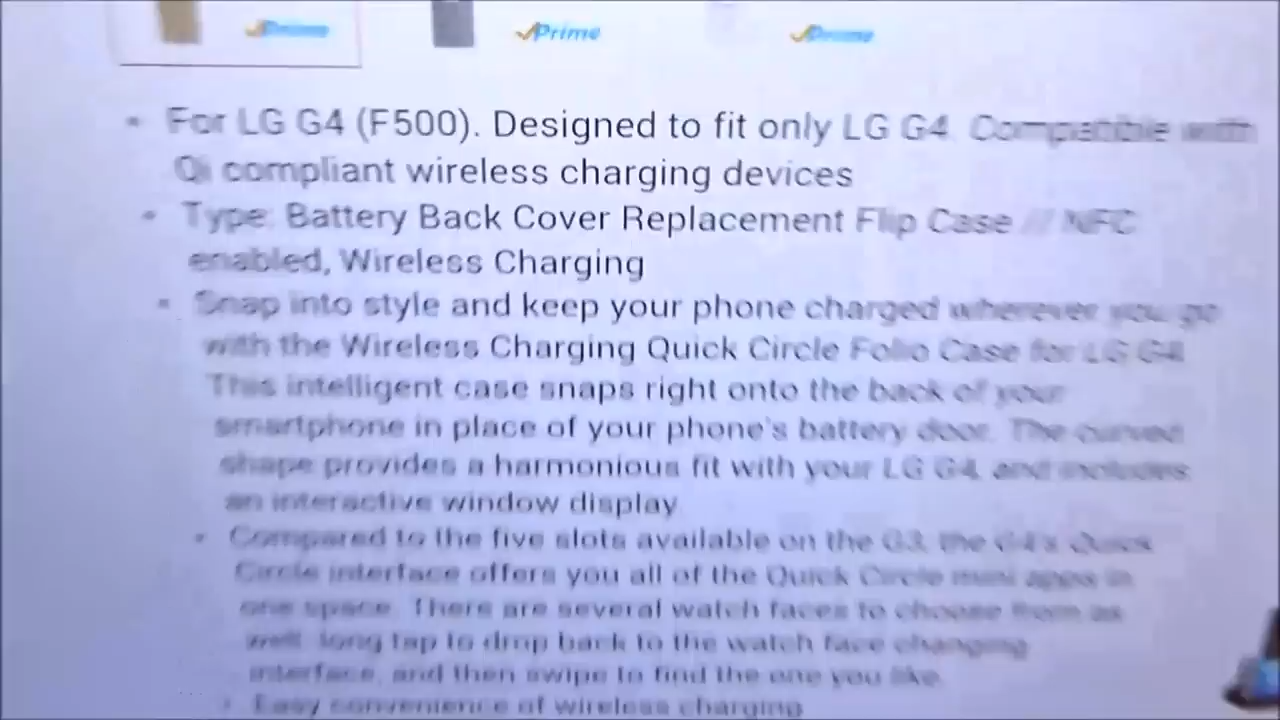 Prime Prime Prime
For LG G4 (F500). Designed to fit only LG G4. Compatible with
Qi compliant wireless charging devices
Type: Battery Back Cover Replacement Flip Case // NFC
enabled, Wireless Charging
Snap into style and keep your phone charged wherever you go
with the Wireless Charging Quick Circle Folio Case for LG G4.
This intelligent case snaps right onto the back of your
smartphone in place of your phone's battery door. The curved
shape provides a harmonious fit with your LG G4, and includes
an interactive window display.
Compared to the five slots available on the G3, the G4's Quick
Circle interface offers you all of the Quick Circle mini apps in
one space. There are several watch faces to choose from as
well: long tap to drop back to the watch face changing
interface, and then swipe to find the one you like.
Easy convenience of wireless charging